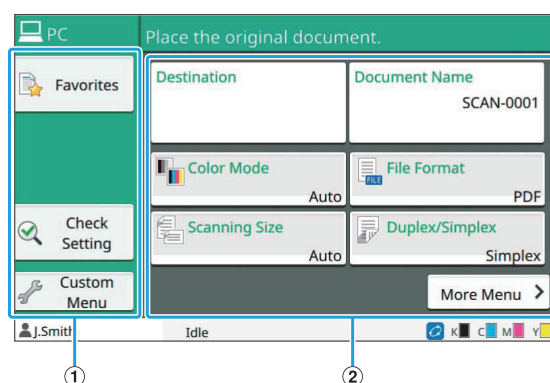 PC
Place the original document.
Favorites
Check
Setting
Custom
Menu
Destination
Document Name
SCAN-0001
Color Mode
Auto
File Format
FILE
PDF
Scanning Size
Auto
Duplex/Simplex
Simplex
More Menu
J.Smith
Idle
K C M Y
1
2